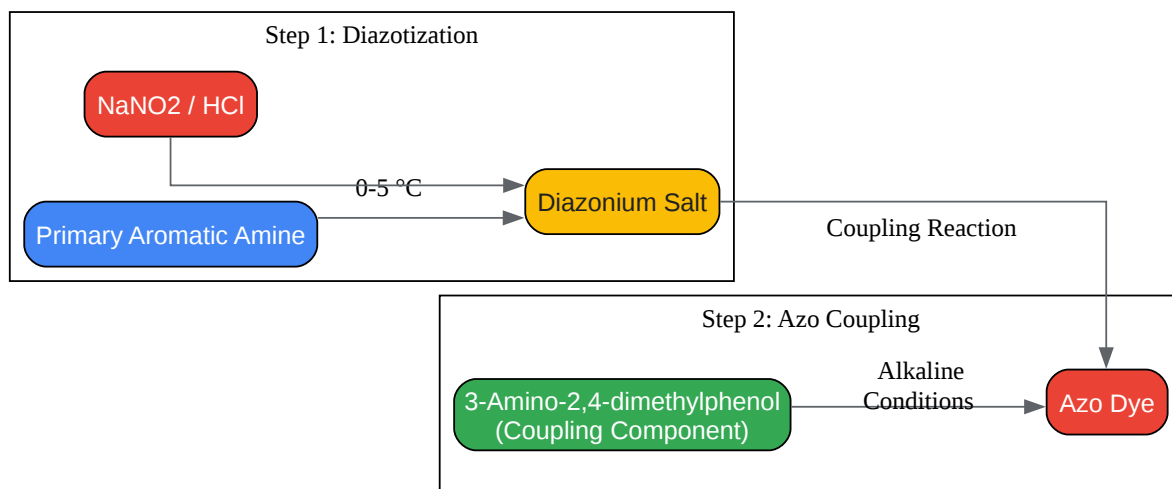 Step 1: Diazotization
NaNO2 / HCl
0-5 °C
Primary Aromatic Amine
Diazonium Salt
Coupling Reaction
Step 2: Azo Coupling
3-Amino-2,4-dimethylphenol
(Coupling Component)
Alkaline
Conditions
Azo Dye